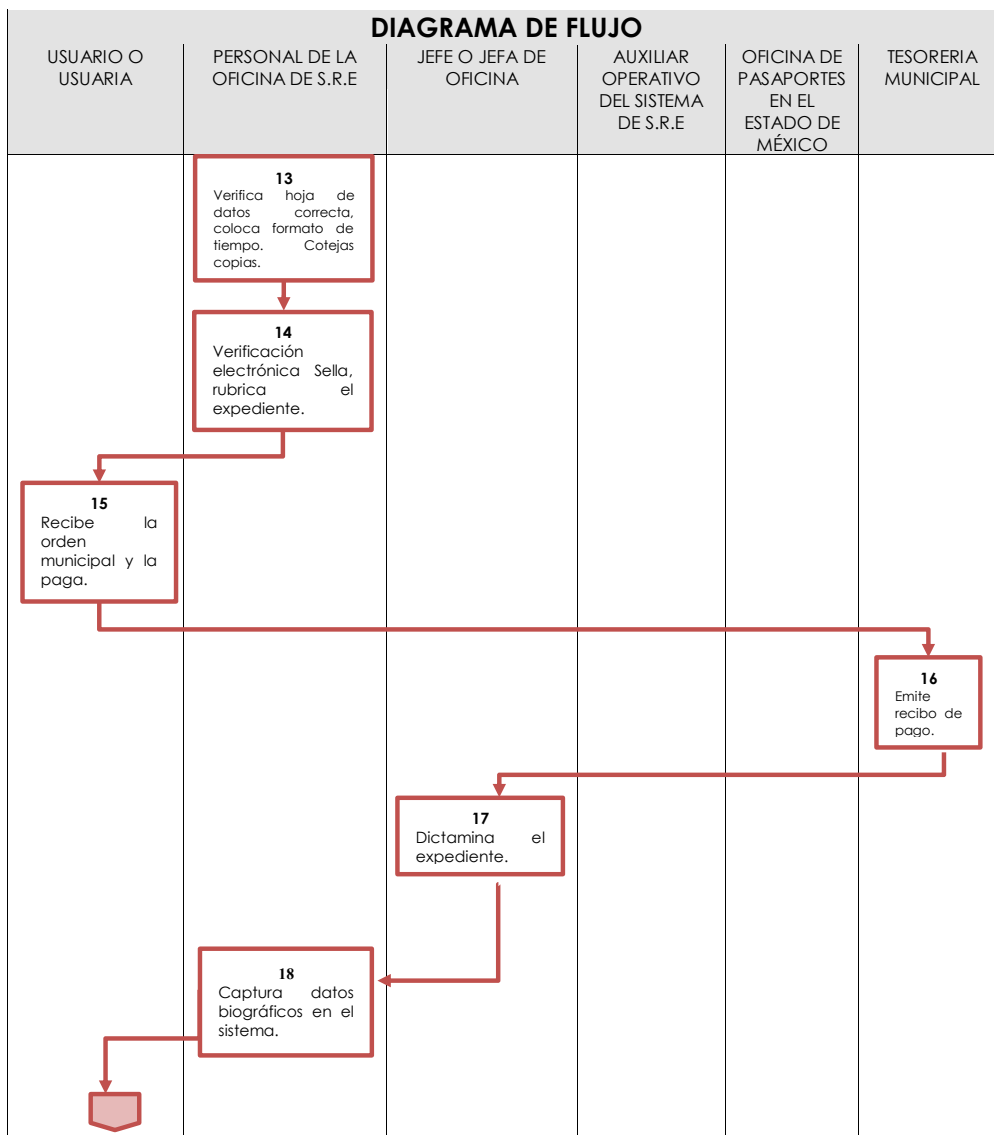 DIAGRAMA DE FLUJO
USUARIO O
USUARIA
PERSONAL DE LA
OFICINA DE S.R.E
JEFE O JEFA DE
OFICINA
AUXILIAR
OPERATIVO
DEL SISTEMA
DE S.R.E
OFICINA DE
PASAPORTES
EN EL
ESTADO DE
MÉXICO
TESORERIA
MUNICIPAL
13
Verifica hoja de
datos correcta,
coloca formato de
tiempo. Cotejas
copias.
14
Verificación
electrónica Sella,
rubrica el
expediente.
15
Recibe la
orden
municipal y la
paga.
16
Emite
recibo de
pago.
17
Dictamina el
expediente.
18
Captura datos
biográficos en el
sistema.